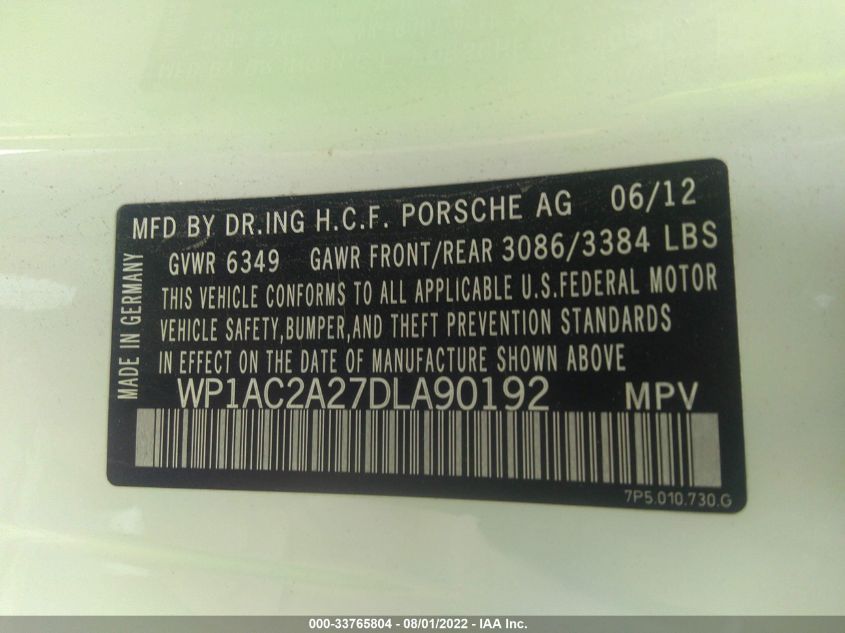 MFD BY DR.ING H.C.F. PORSCHE AG 06/12
GVWR 6349 GAWR FRONT/REAR 3086/3384 LBS
THIS VEHICLE CONFORMS TO ALL APPLICABLE U.S.FEDERAL MOTOR
VEHICLE SAFETY,BUMPER,AND THEFT PREVENTION STANDARDS
IN EFFECT ON THE DATE OF MANUFACTURE SHOWN ABOVE
MADE IN GERMANY
WP1AC2A27DLA90192 MPV
7P5.010.730.G
000-33765804 - 08/01/2022 - IAA Inc.